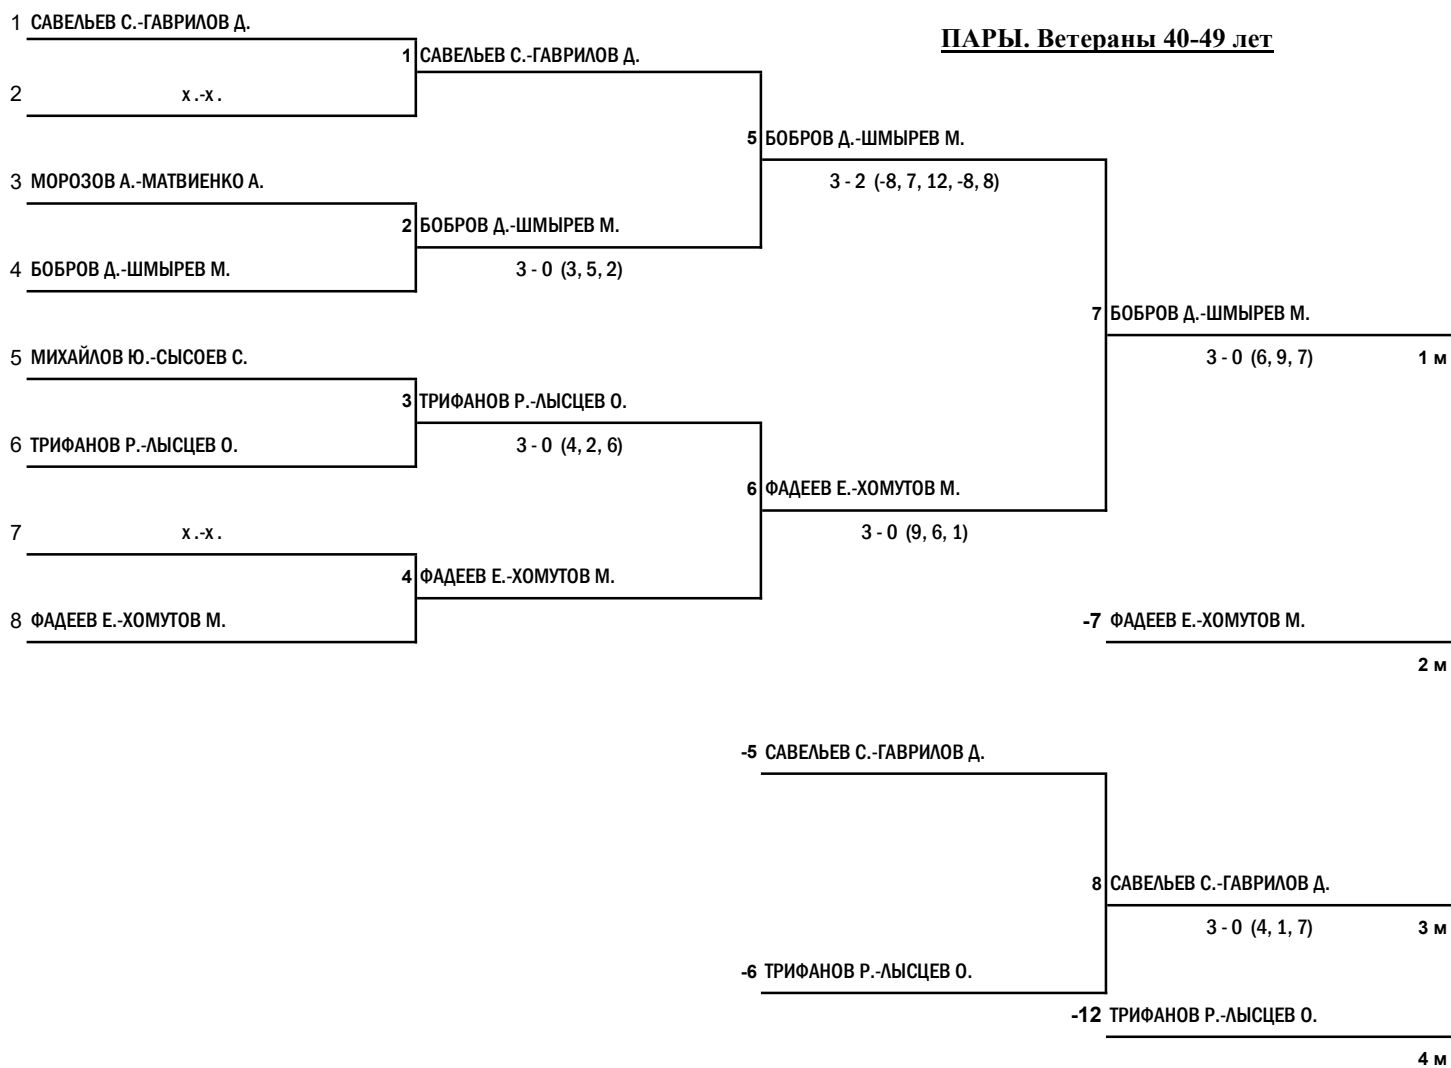 ПАРЫ. Ветераны 40-49 лет
1 САВЕЛЬЕВ С.-ГАВРИЛОВ Д.
1 САВЕЛЬЕВ С.-ГАВРИЛОВ Д.
2 х .-х .
5 БОБРОВ Д.-ШМЫРЕВ М.
3 МОРОЗОВ А.-МАТВИЕНКО А.
3 - 2 (-8, 7, 12, -8, 8)
2 БОБРОВ Д.-ШМЫРЕВ М.
4 БОБРОВ Д.-ШМЫРЕВ М.
3 - 0 (3, 5, 2)
7 БОБРОВ Д.-ШМЫРЕВ М.
5 МИХАЙЛОВ Ю.-СЫСОЕВ С.
3 - 0 (6, 9, 7) 1 м
3 ТРИФАНОВ Р.-ЛЫСЦЕВ О.
6 ТРИФАНОВ Р.-ЛЫСЦЕВ О.
3 - 0 (4, 2, 6)
6 ФАДЕЕВ Е.-ХОМУТОВ М.
7 х .-х .
3 - 0 (9, 6, 1)
4 ФАДЕЕВ Е.-ХОМУТОВ М.
8 ФАДЕЕВ Е.-ХОМУТОВ М.
-7 ФАДЕЕВ Е.-ХОМУТОВ М.
2 м
-5 САВЕЛЬЕВ С.-ГАВРИЛОВ Д.
8 САВЕЛЬЕВ С.-ГАВРИЛОВ Д.
3 - 0 (4, 1, 7) 3 м
-6 ТРИФАНОВ Р.-ЛЫСЦЕВ О.
-12 ТРИФАНОВ Р.-ЛЫСЦЕВ О.
4 м